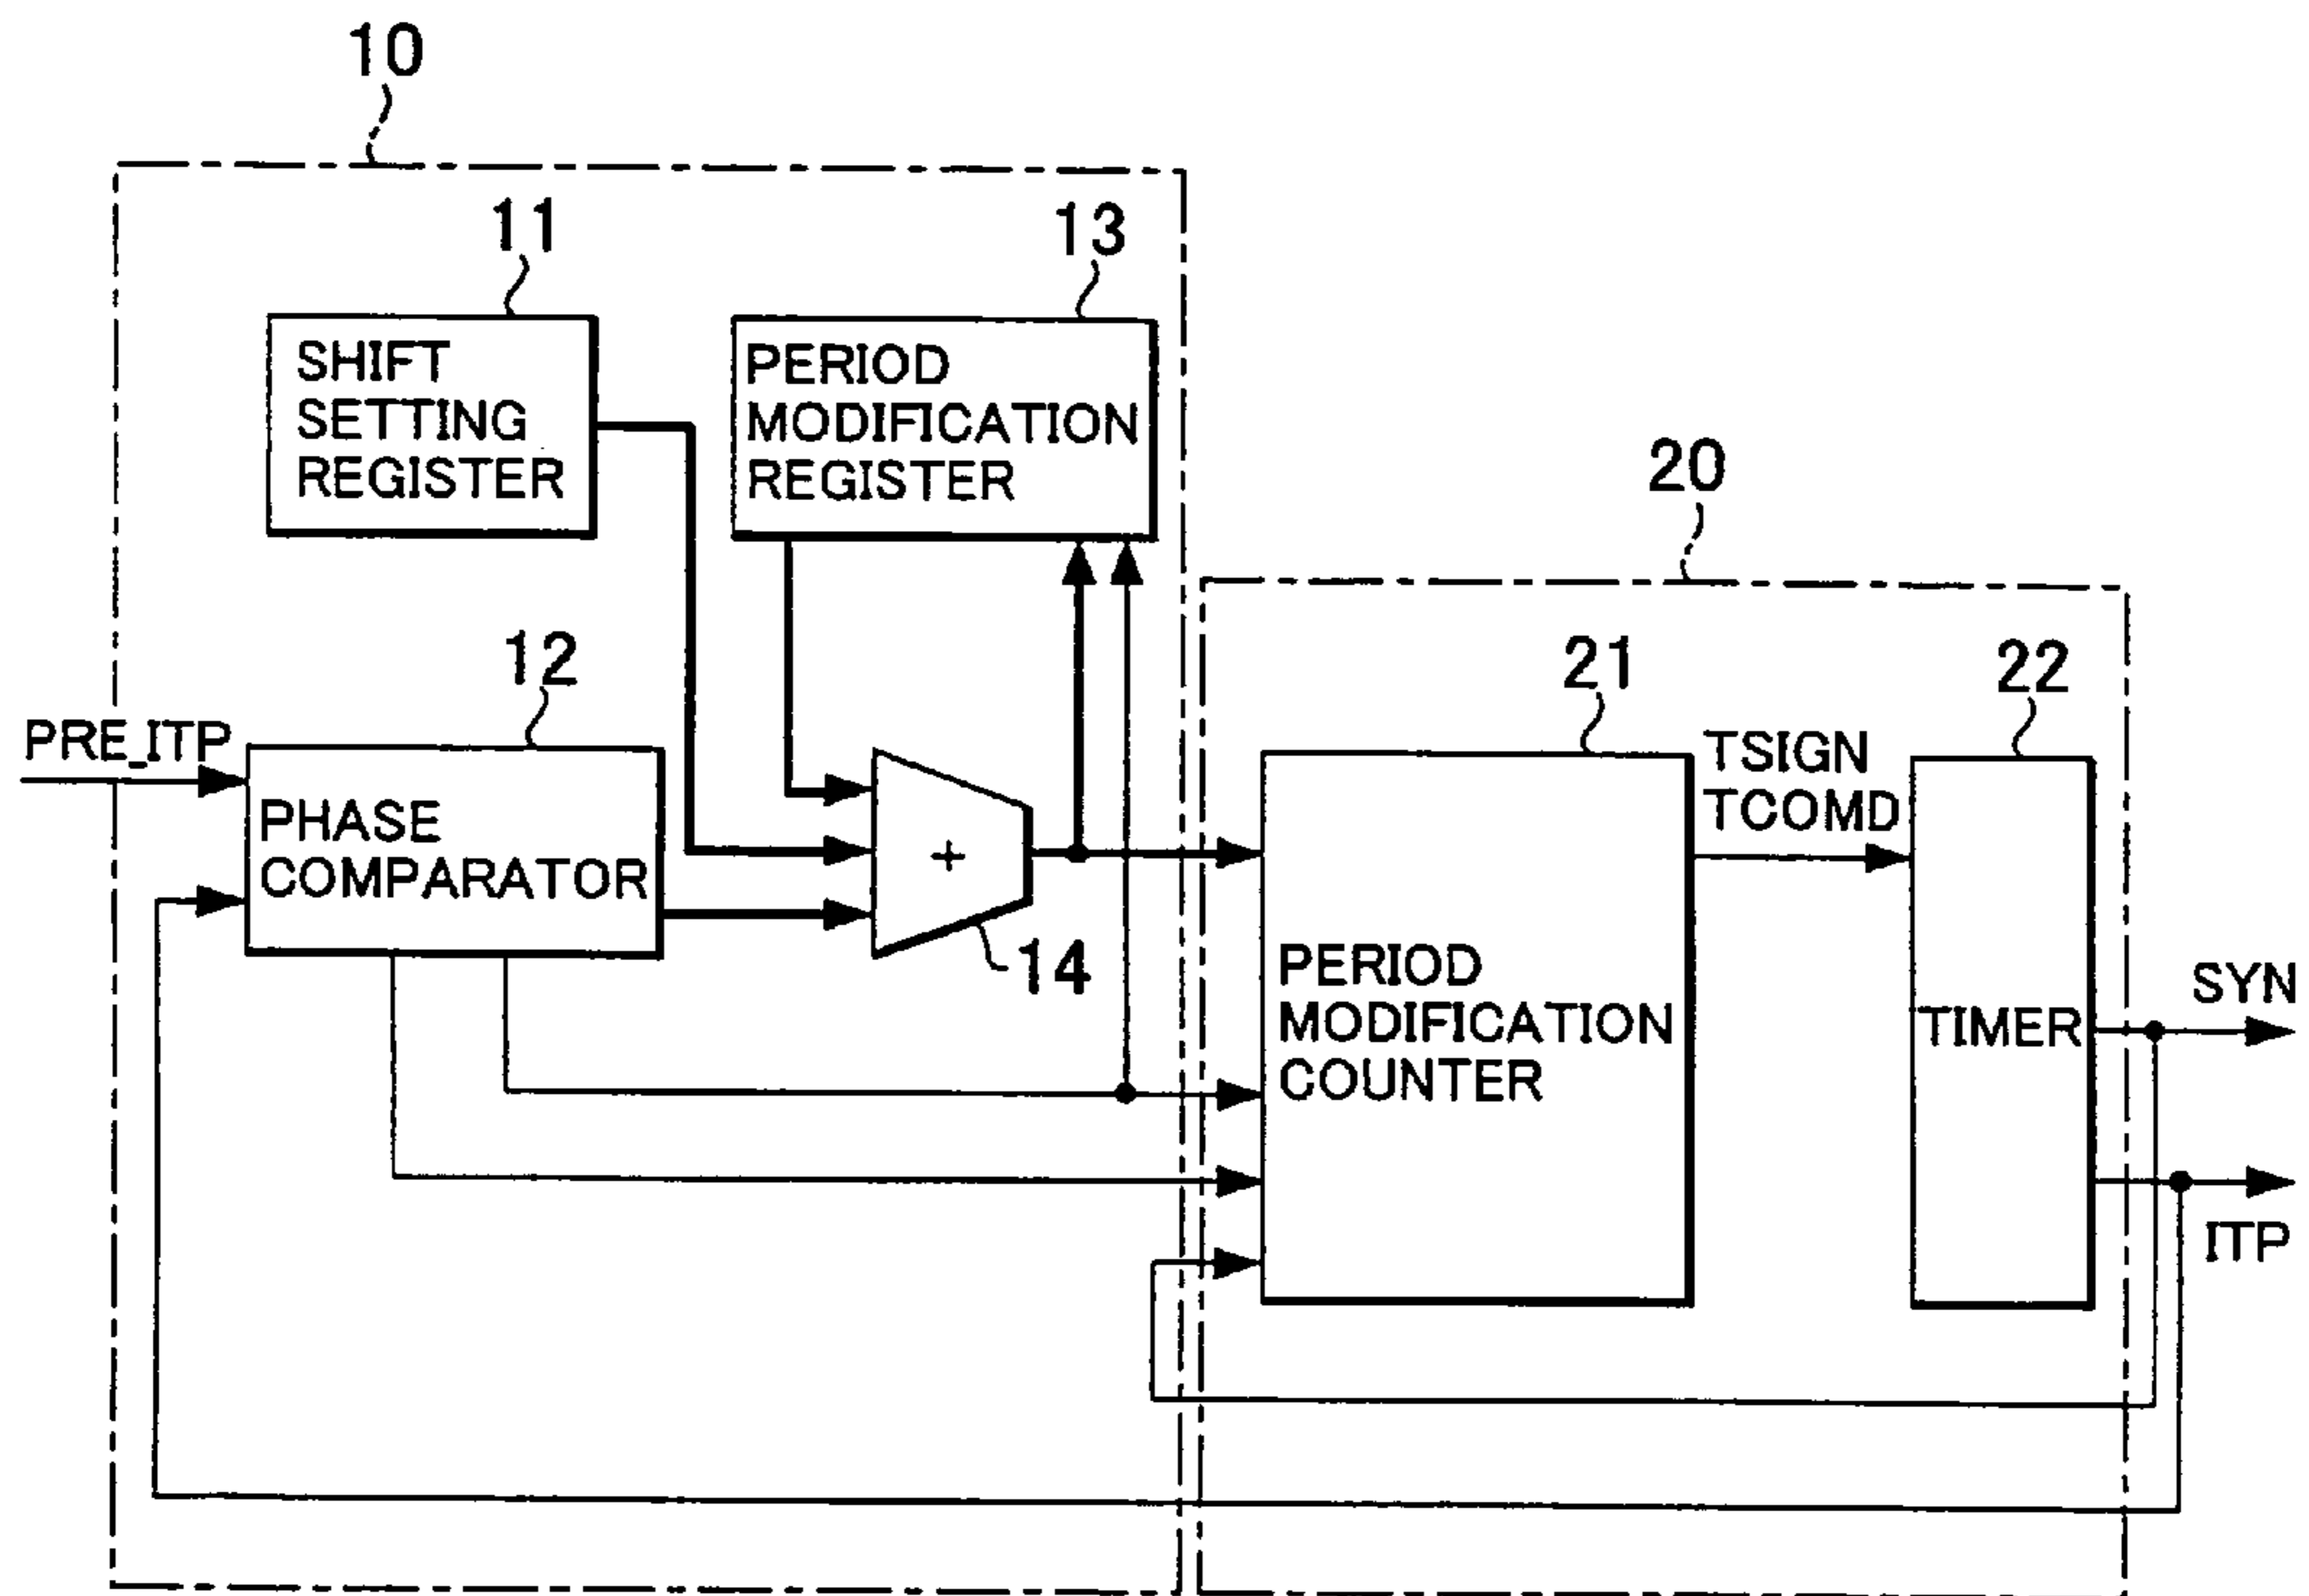 10
11
13
SHIFT
SETTING
REGISTER
PERIOD
MODIFICATION
REGISTER
20
12
21
22
PRE_ITP
PHASE
COMPARATOR
+
14
TSIGN
TCOMD
PERIOD
MODIFICATION
COUNTER
TIMER
SYN
ITP